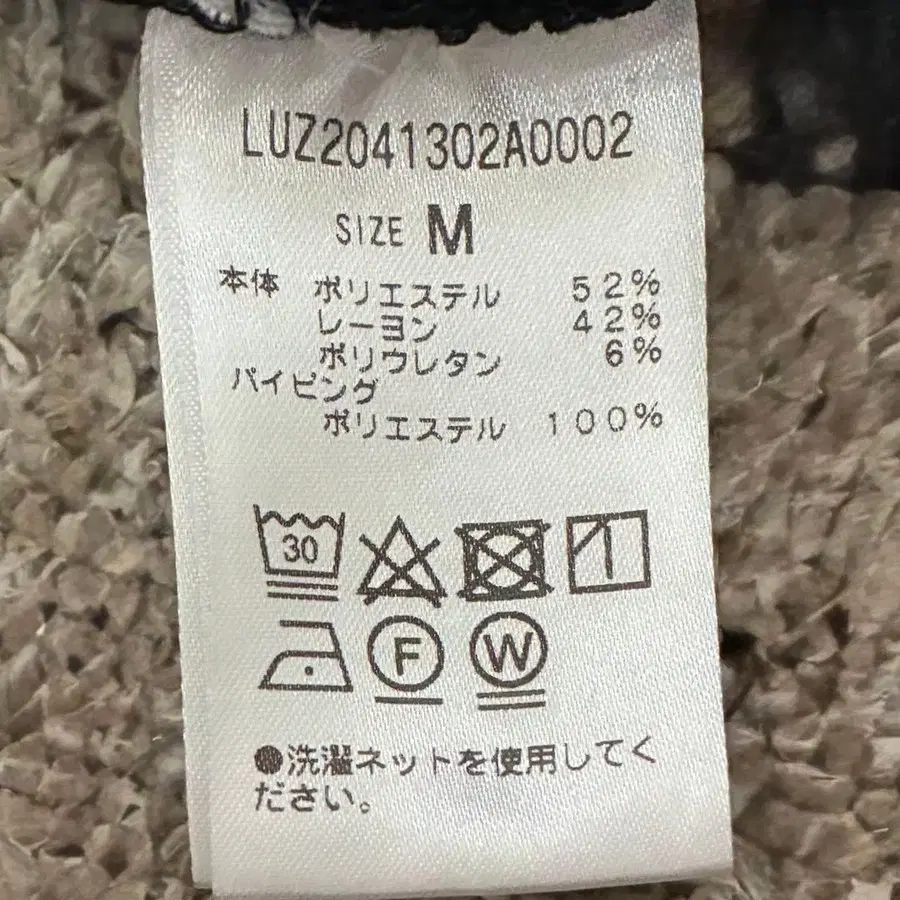 LUZ2041302A0002
SIZE M
本体 ポリエステル 52%
レーヨン 42%
ポリウレタン 6%
パイピング
ポリエステル 100%
30
F W
●洗濯ネットを使用してく
ださい。